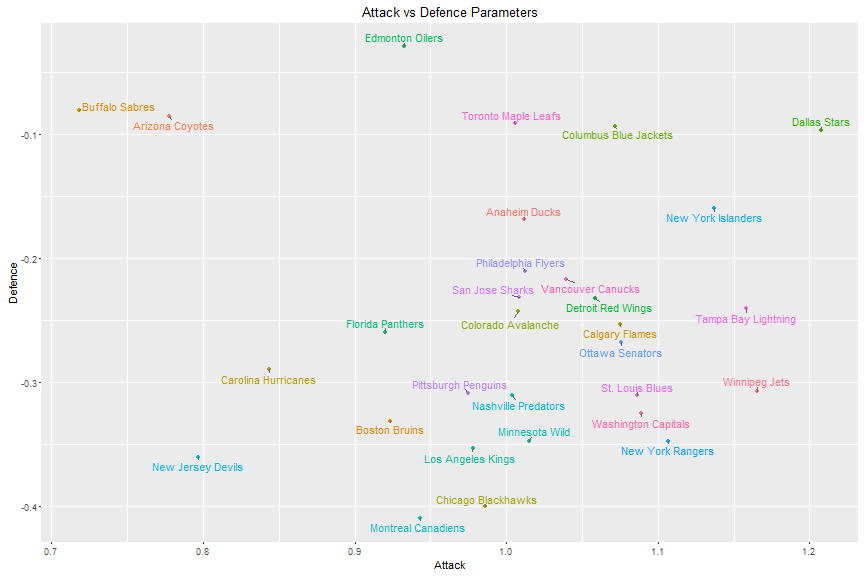 Attack vs Defence Parameters
Edmonton Oilers
Buffalo Sabres
Arizona Coyotes
Toronto Maple Leafs
Columbus Blue Jackets
Dallas Stars
-0.1
Anaheim Ducks
New York Islanders
-0.2
Philadelphia Flyers
San Jose Sharks
Vancouver Canucks
Detroit Red Wings
Tampa Bay Lightning
Florida Panthers
Colorado Avalanche
Calgary Flames
Ottawa Senators
Defence
-0.3
Carolina Hurricanes
Pittsburgh Penguins
St. Louis Blues
Winnipeg Jets
Nashville Predators
Boston Bruins
Minnesota Wild
Washington Capitals
New Jersey Devils
Los Angeles Kings
New York Rangers
-0.4
Chicago Blackhawks
Montreal Canadiens
0.7 0.8 0.9 1.0 1.1 1.2
Attack